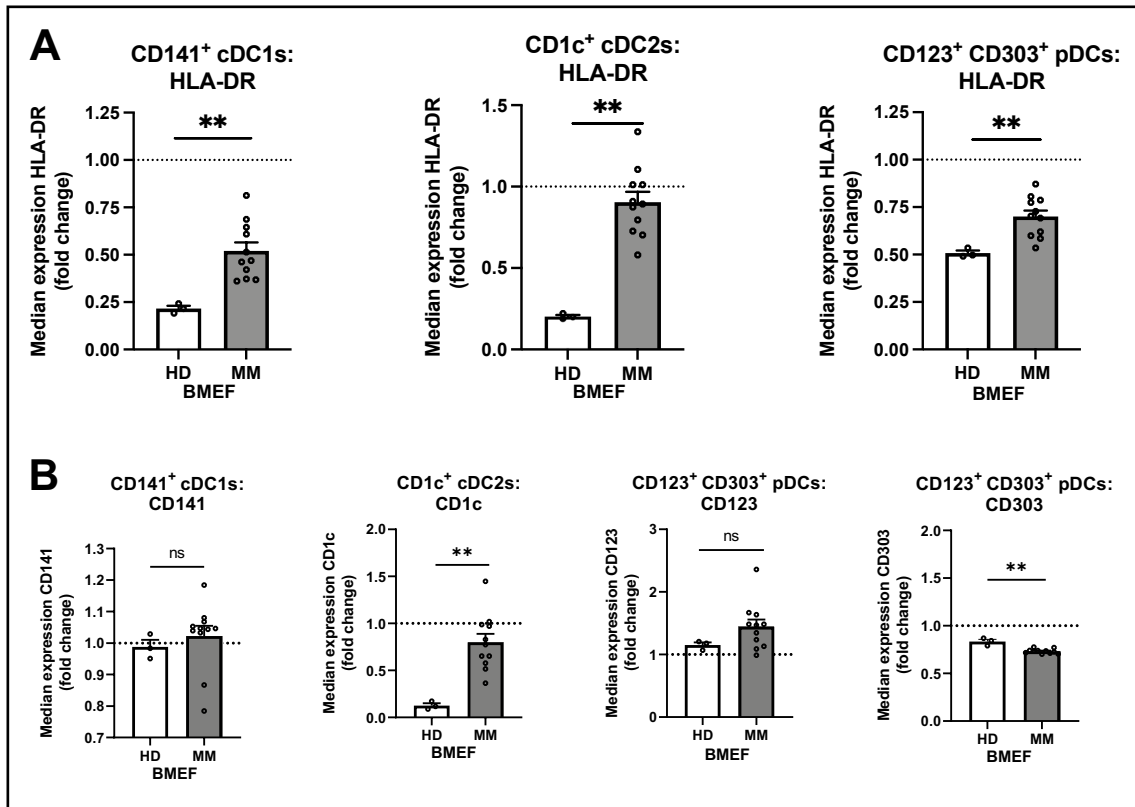 A
CD141+ cDC1s:
HLA-DR
Median expression HLA-DR
(fold change)
1.25
1.00
0.75
0.50
0.25
0.00
**
HD
MM
BMEF
CD1c+ cDC2s:
HLA-DR
Median expression HLA-DR
(fold change)
1.5
1.0
0.5
0.0
**
HD
MM
BMEF
CD123+ CD303+ pDCs:
HLA-DR
Median expression HLA-DR
(fold change)
1.25
1.00
0.75
0.50
0.25
0.00
**
HD
MM
BMEF
B
CD141+ cDC1s:
CD141
Median expression CD141
(fold change)
1.3
1.2
1.1
1.0
0.9
0.8
0.7
ns
HD
MM
BMEF
CD1c+ cDC2s:
CD1c
Median expression CD1c
(fold change)
2.0
1.5
1.0
0.5
0.0
**
HD
MM
BMEF
CD123+ CD303+ pDCs:
CD123
Median expression CD123
(fold change)
3
2
1
0
ns
HD
MM
BMEF
CD123+ CD303+ pDCs:
CD303
Median expression CD303
(fold change)
2.0
1.5
1.0
0.5
0.0
**
HD
MM
BMEF